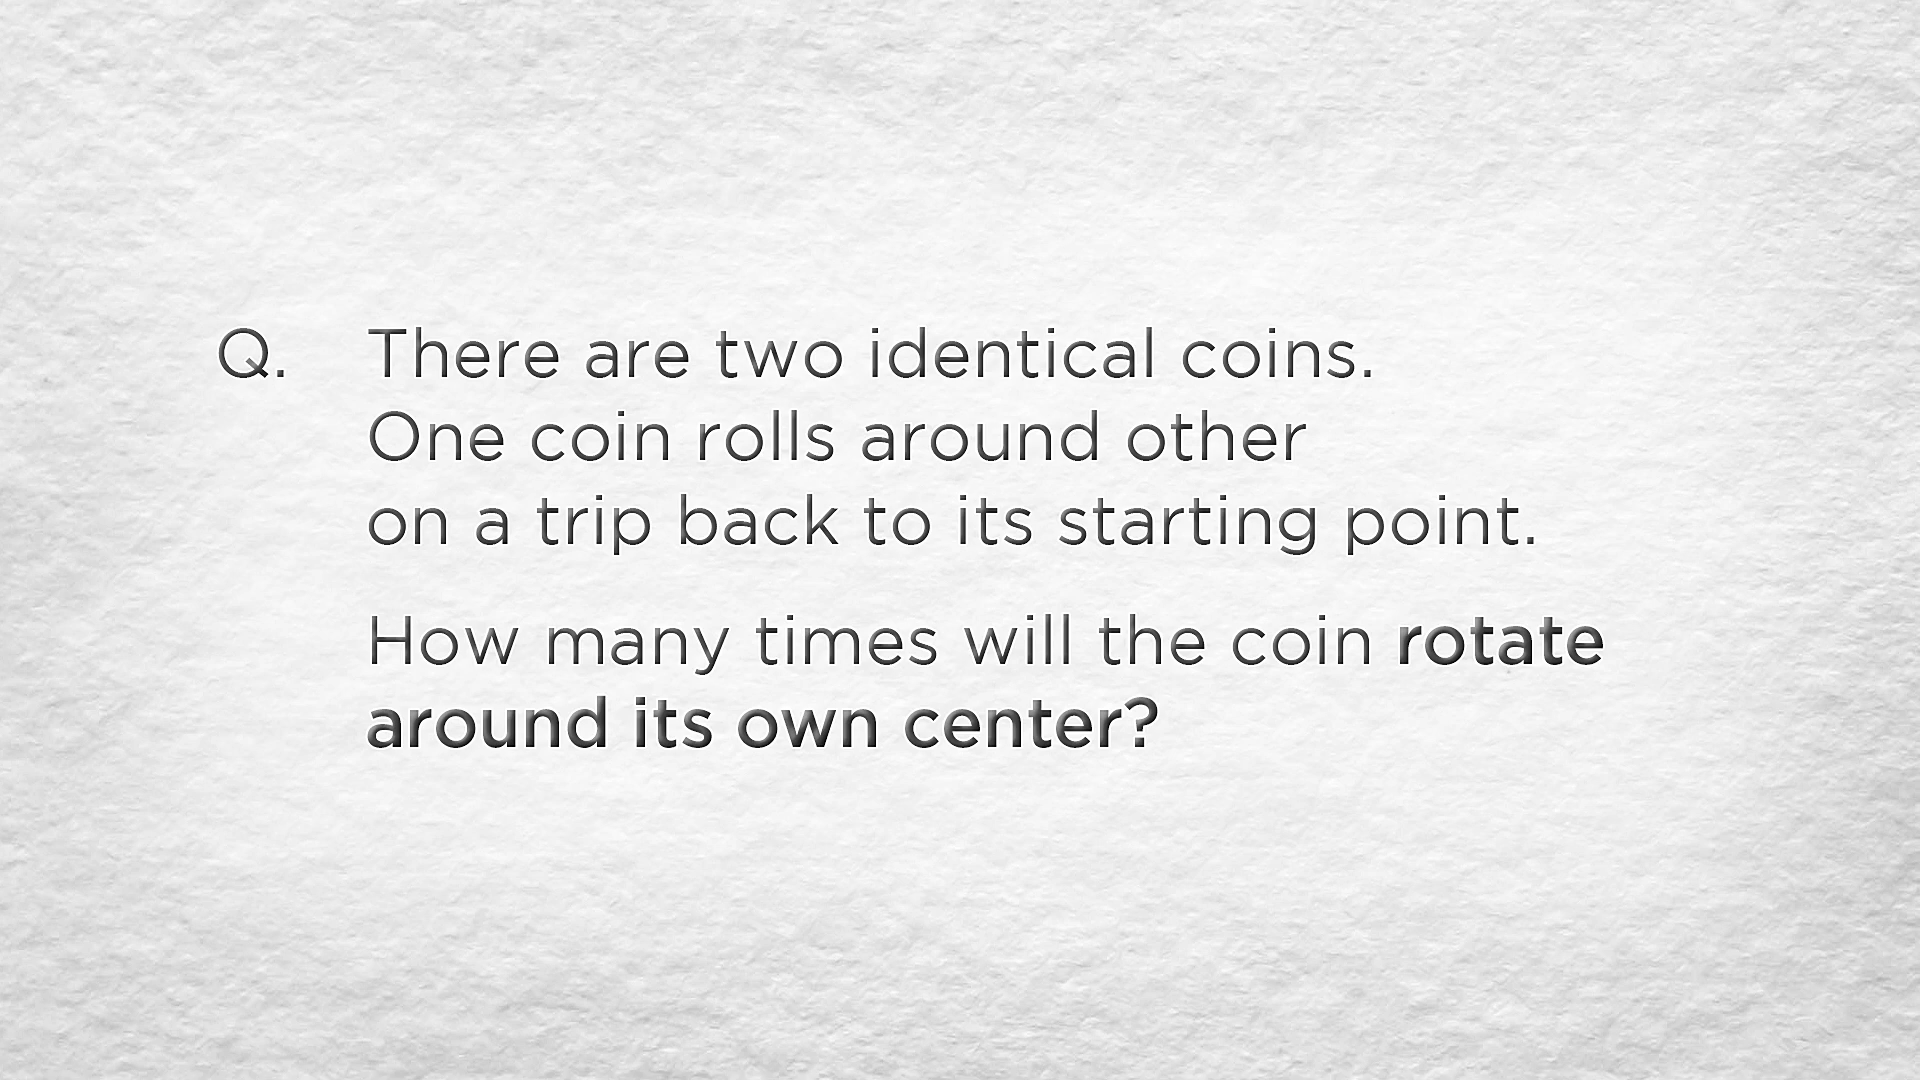 Q. There are two identical coins.
One coin rolls around other
on a trip back to its starting point.
How many times will the coin rotate
around its own center?